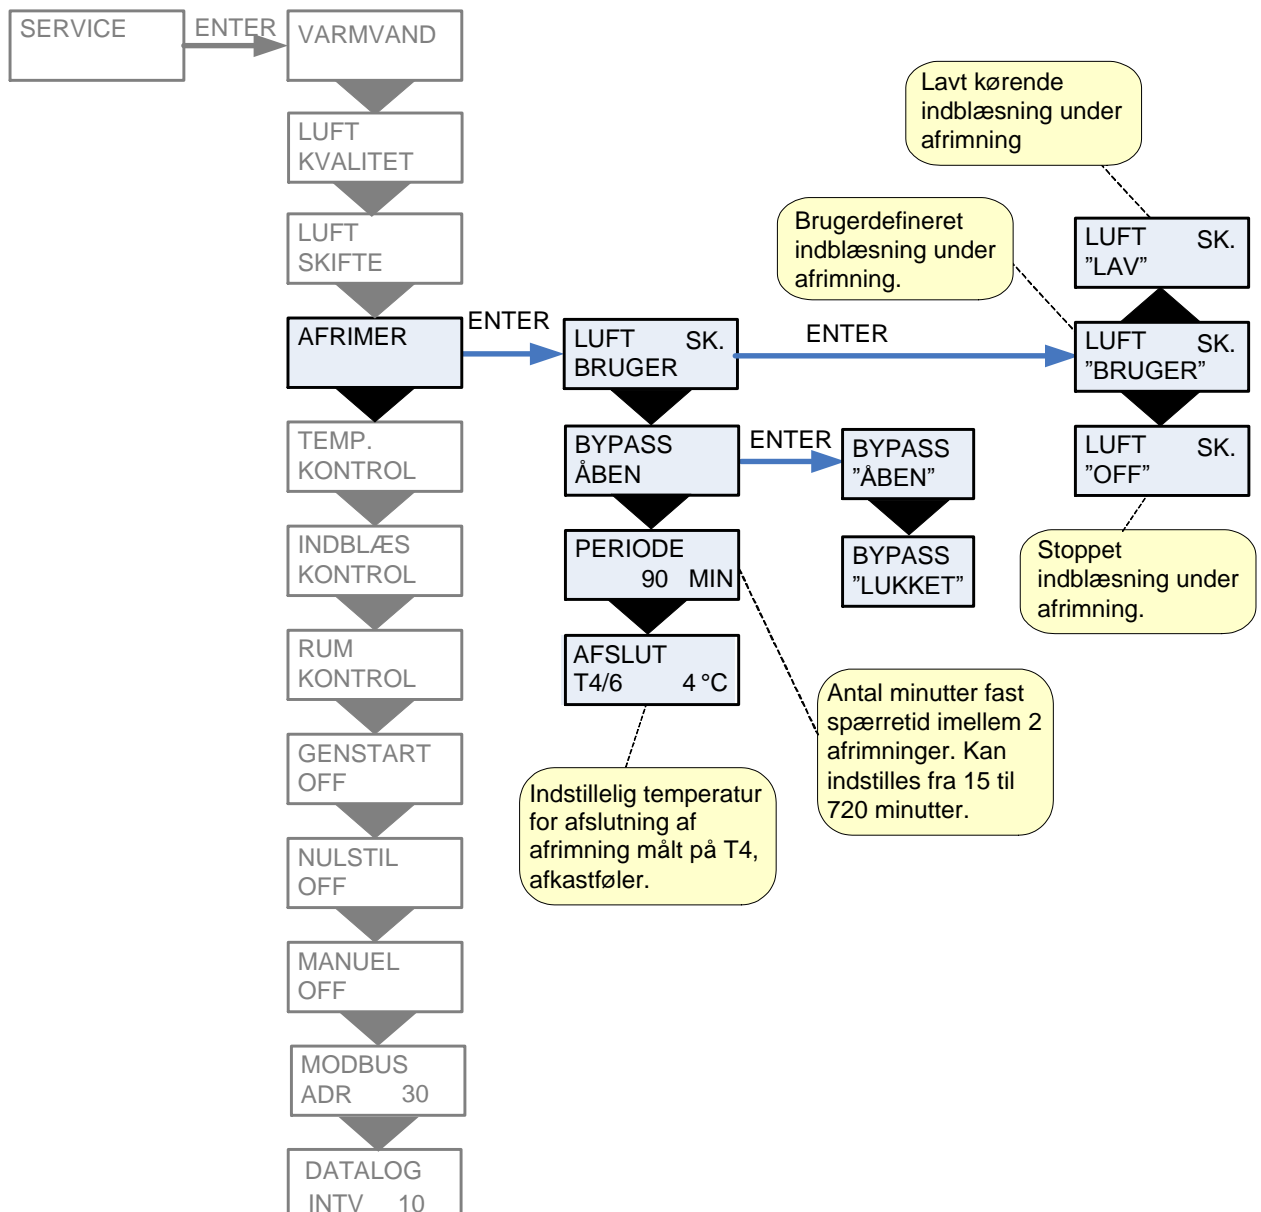 SERVICE
ENTER
VARMVAND
LUFT
KVALITET
LUFT
SKIFTE
AFRIMER
ENTER
TEMP.
KONTROL
INDBLÆS
KONTROL
RUM
KONTROL
GENSTART
OFF
NULSTIL
OFF
MANUEL
OFF
MODBUS
ADR 30
DATALOG
INTV 10
LUFT SK.
BRUGER
ENTER
BYPASS
ÅBEN
ENTER
BYPASS
”ÅBEN”
BYPASS
”LUKKET”
PERIODE
90 MIN
AFSLUT
T4/6 4 °C
Indstillelig temperatur
for afslutning af
afrimning målt på T4,
afkastføler.
Antal minutter fast
spærretid imellem 2
afrimninger. Kan
indstilles fra 15 til
720 minutter.
Lavt kørende
indblæsning under
afrimning
Brugerdefineret
indblæsning under
afrimning.
LUFT SK.
”LAV”
LUFT SK.
”BRUGER”
LUFT SK.
”OFF”
Stoppet
indblæsning under
afrimning.